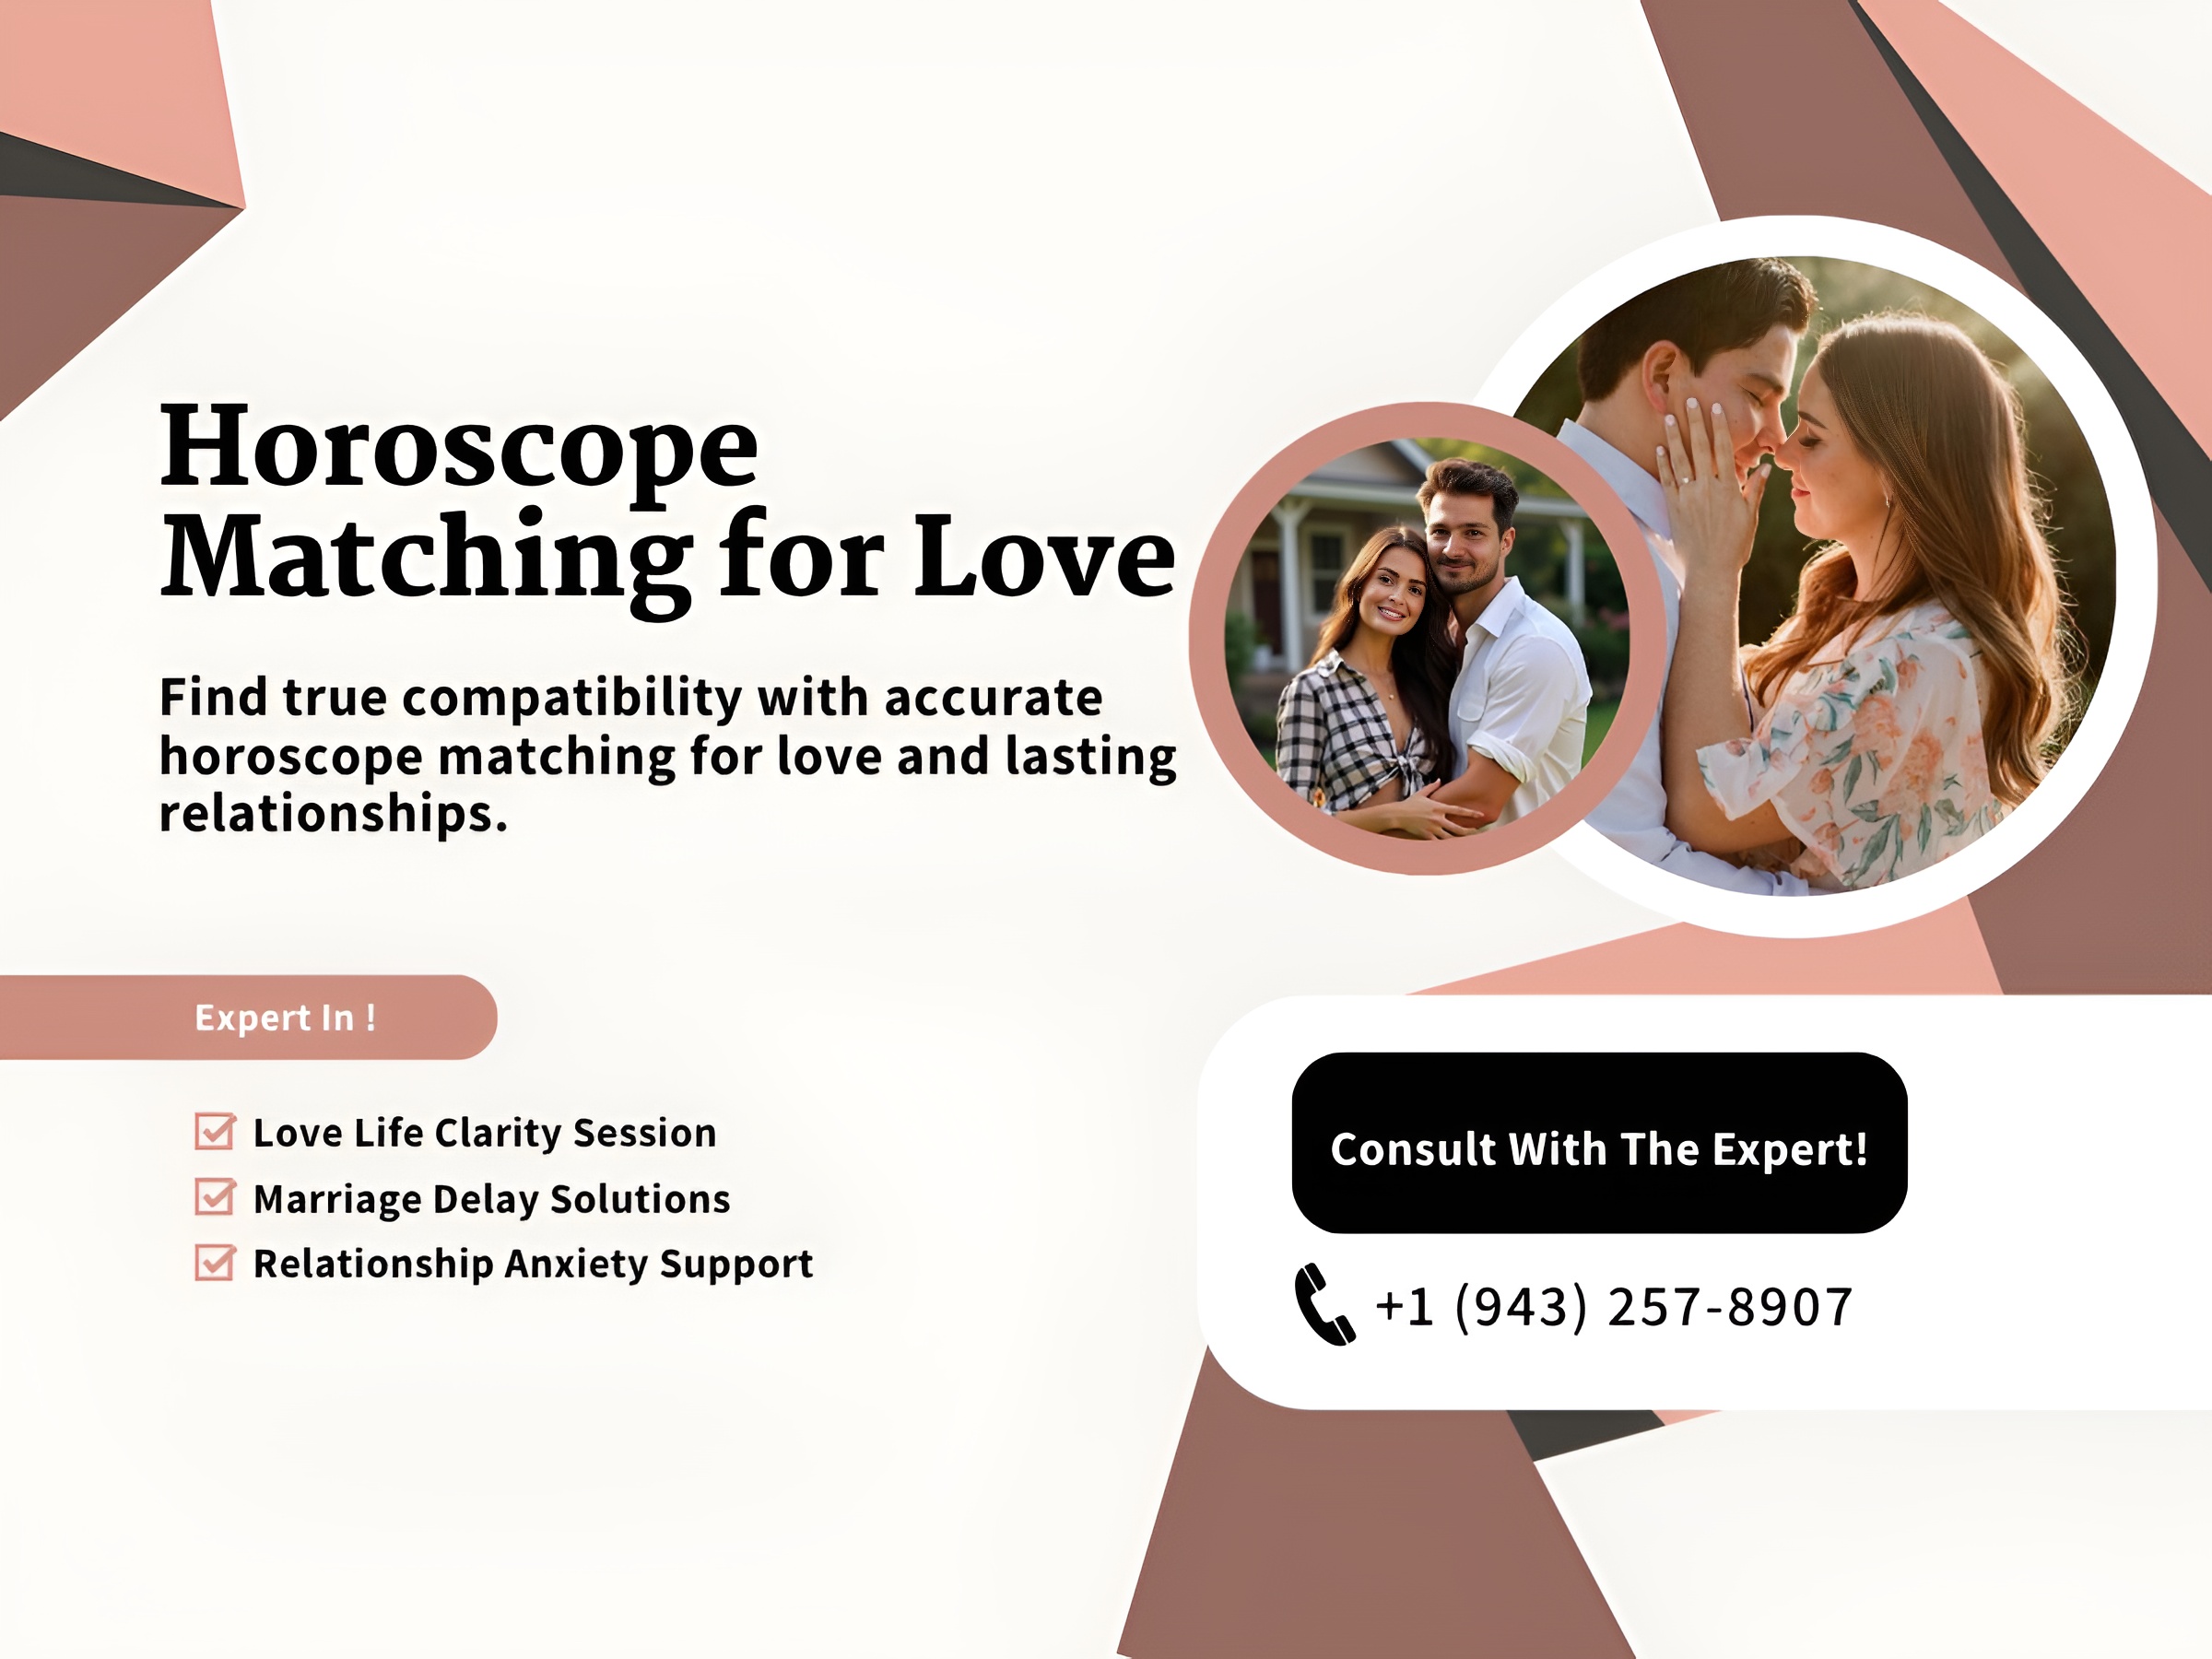 Horoscope
Matching for Love
Find true compatibility with accurate
horoscope matching for love and lasting
relationships.
Expert In !
Love Life Clarity Session
Marriage Delay Solutions
Relationship Anxiety Support
Consult With The Expert!
+1 (943) 257-8907